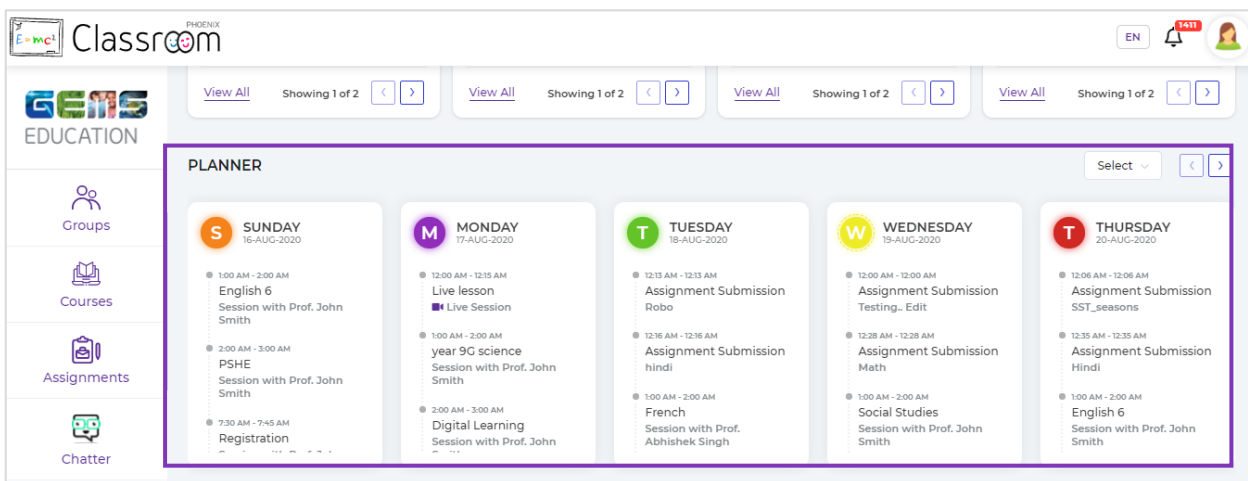 E=mc²
PHOENIX
Classroom
EN
1411
GEMS
EDUCATION
View All Showing 1 of 2
View All Showing 1 of 2
View All Showing 1 of 2
View All Showing 1 of 2
PLANNER
Select
Groups
Courses
Assignments
Chatter
S
SUNDAY
16-AUG-2020
1:00 AM - 2:00 AM
English 6
Session with Prof. John
Smith
2:00 AM - 3:00 AM
PSHE
Session with Prof. John
Smith
7:30 AM - 7:45 AM
Registration
M
MONDAY
17-AUG-2020
12:00 AM - 12:15 AM
Live lesson
Live Session
1:00 AM - 2:00 AM
year 9G science
Session with Prof. John
Smith
2:00 AM - 3:00 AM
Digital Learning
Session with Prof. John
T
TUESDAY
18-AUG-2020
12:13 AM - 12:13 AM
Assignment Submission
Robo
12:16 AM - 12:16 AM
Assignment Submission
hindi
1:00 AM - 2:00 AM
French
Session with Prof.
Abhishek Singh
W
WEDNESDAY
19-AUG-2020
12:00 AM - 12:00 AM
Assignment Submission
Testing.. Edit
12:28 AM - 12:28 AM
Assignment Submission
Math
1:00 AM - 2:00 AM
Social Studies
Session with Prof. John
Smith
T
THURSDAY
20-AUG-2020
12:06 AM - 12:06 AM
Assignment Submission
SST_seasons
12:35 AM - 12:35 AM
Assignment Submission
Hindi
1:00 AM - 2:00 AM
English 6
Session with Prof. John
Smith